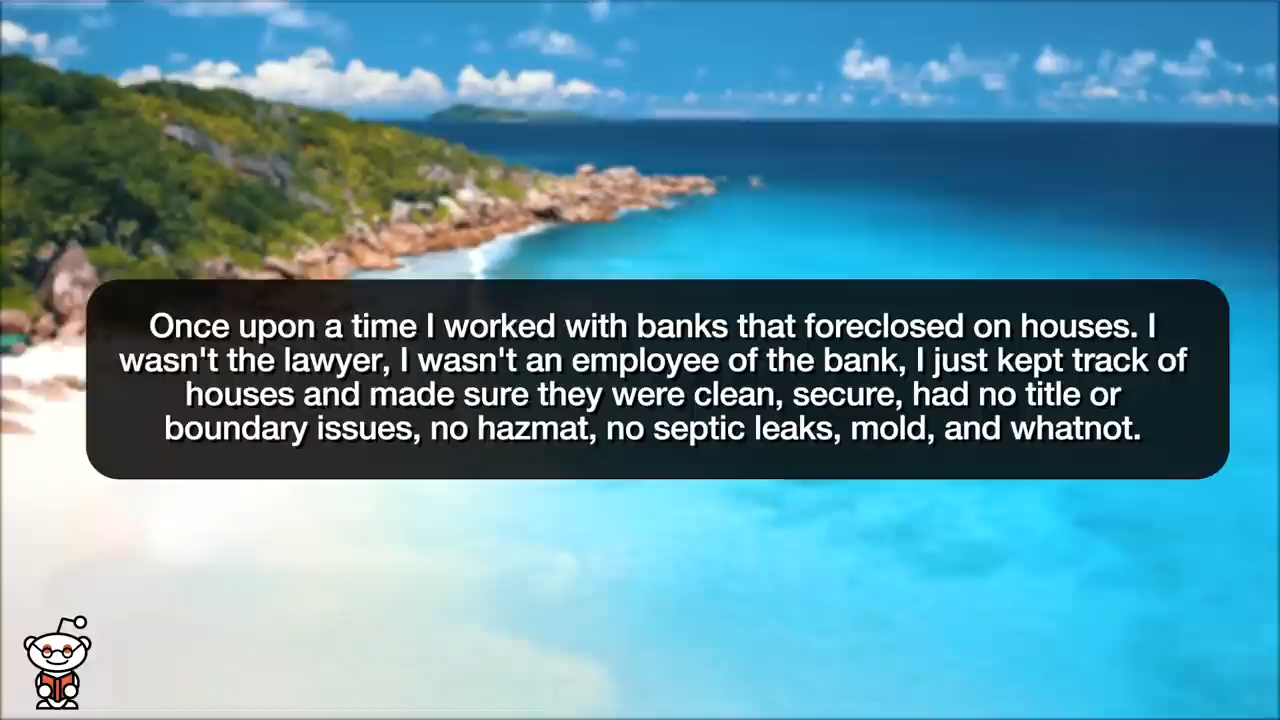 Once upon a time I worked with banks that foreclosed on houses. I
wasn't the lawyer, I wasn't an employee of the bank, I just kept track of
houses and made sure they were clean, secure, had no title or
boundary issues, no hazmat, no septic leaks, mold, and whatnot.